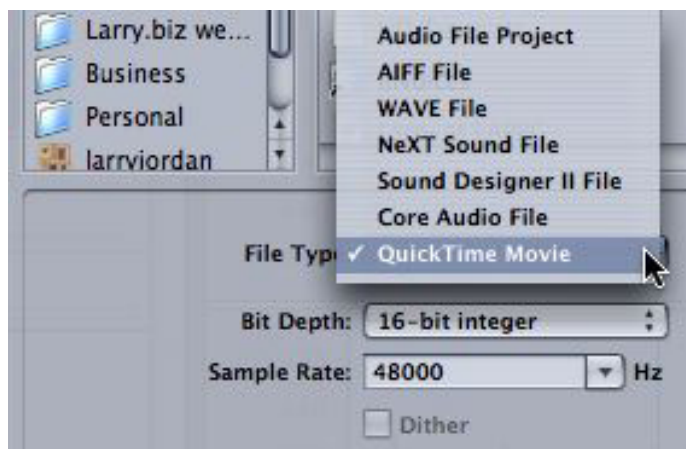 Larry.biz we...
Business
Personal
larryjordan
Audio File Project
AIFF File
WAVE File
NeXT Sound File
Sound Designer II File
Core Audio File
File Typ ✓ QuickTime Movie
Bit Depth: 16-bit integer
Sample Rate: 48000 Hz
Dither